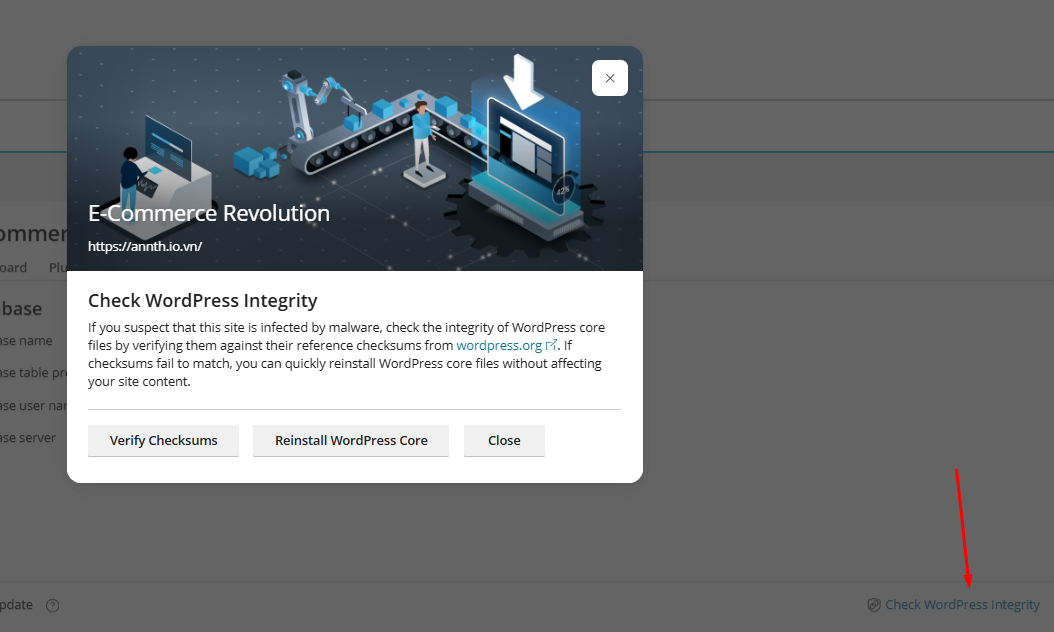 E-Commerce Revolution
https://annth.io.vn/
Check WordPress Integrity
If you suspect that this site is infected by malware, check the integrity of WordPress core
files by verifying them against their reference checksums from wordpress.org. If
checksums fail to match, you can quickly reinstall WordPress core files without affecting
your site content.
Verify Checksums Reinstall WordPress Core Close
ommer
oard Plu
base
ase name
ase table pre
ase user nar
ase server
pdate
Check WordPress Integrity
42%